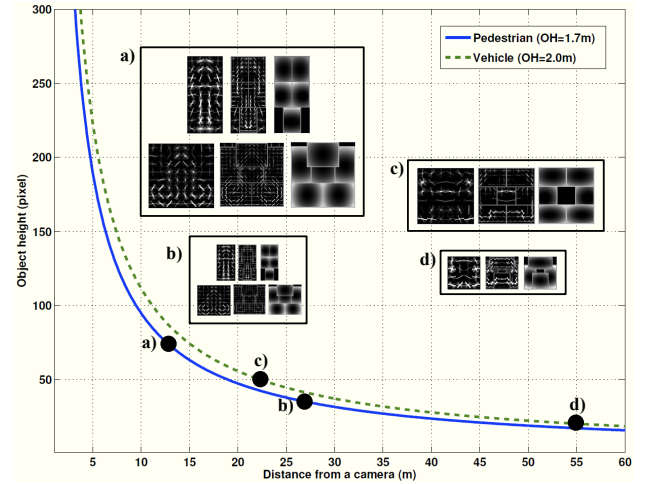 300
250
200
150
100
50
Object height (pixel)
5 10 15 20 25 30 35 40 45 50 55 60
Distance from a camera (m)
Pedestrian (OH=1.7m)
Vehicle (OH=2.0m)
a)
b)
c)
d)
a)
c)
b)
d)